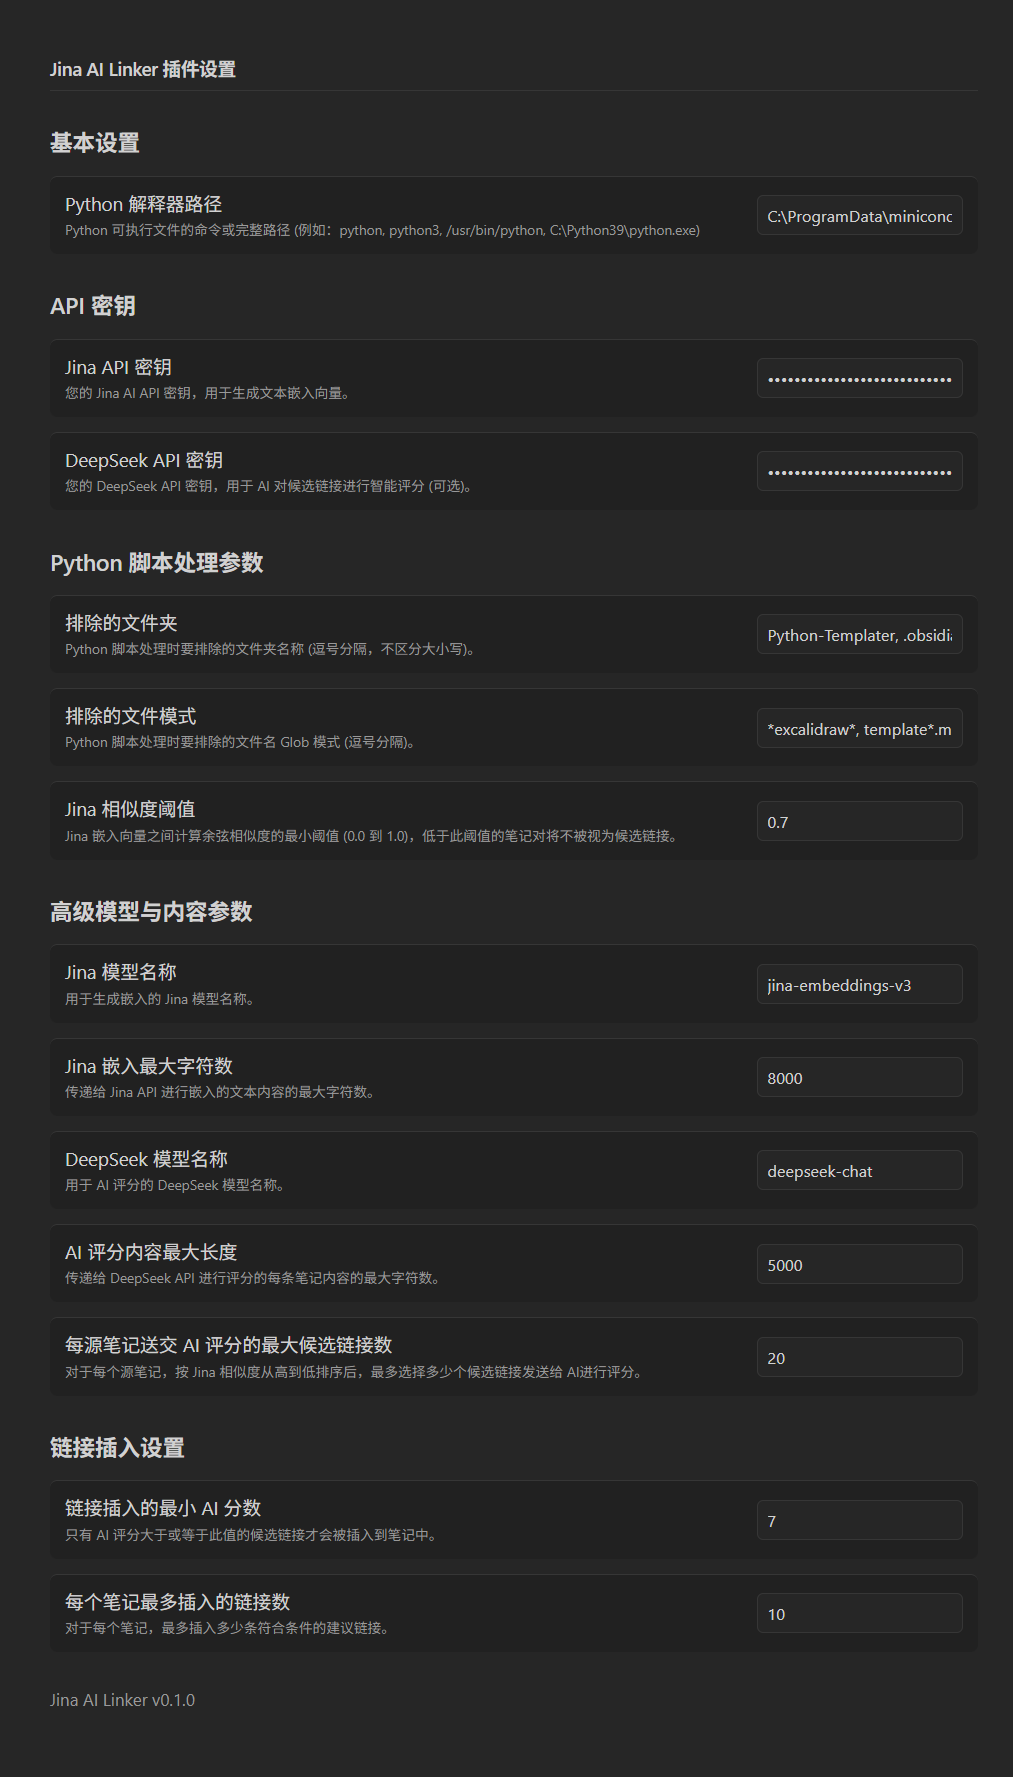 Jina AI Linker 插件设置
基本设置
Python 解释器路径
Python 可执行文件的命令或完整路径 (例如：python, python3, /usr/bin/python, C:\Python39\python.exe)
C:\ProgramData\minicond
API 密钥
Jina API 密钥
您的 Jina AI API 密钥，用于生成文本嵌入向量。
••••••••••••••••••••••••••••
DeepSeek API 密钥
您的 DeepSeek API 密钥，用于 AI 对候选链接进行智能评分 (可选)。
••••••••••••••••••••••••••••
Python 脚本处理参数
排除的文件夹
Python 脚本处理时要排除的文件夹名称 (逗号分隔，不区分大小写)。
Python-Templater, .obsidia
排除的文件模式
Python 脚本处理时要排除的文件名 Glob 模式 (逗号分隔)。
*excalidraw*, template*.m
Jina 相似度阈值
Jina 嵌入向量之间计算余弦相似度的最小阈值 (0.0 到 1.0)，低于此阈值的笔记对将不被视为候选链接。
0.7
高级模型与内容参数
Jina 模型名称
用于生成嵌入的 Jina 模型名称。
jina-embeddings-v3
Jina 嵌入最大字符数
传递给 Jina API 进行嵌入的文本内容的最大字符数。
8000
DeepSeek 模型名称
用于 AI 评分的 DeepSeek 模型名称。
deepseek-chat
AI 评分内容最大长度
传递给 DeepSeek API 进行评分的每条笔记内容的最大字符数。
5000
每源笔记送交 AI 评分的最大候选链接数
对于每个源笔记，按 Jina 相似度从高到低排序后，最多选择多少个候选链接发送给 AI进行评分。
20
链接插入设置
链接插入的最小 AI 分数
只有 AI 评分大于或等于此值的候选链接才会被插入到笔记中。
7
每个笔记最多插入的链接数
对于每个笔记，最多插入多少条符合条件的建议链接。
10
Jina AI Linker v0.1.0